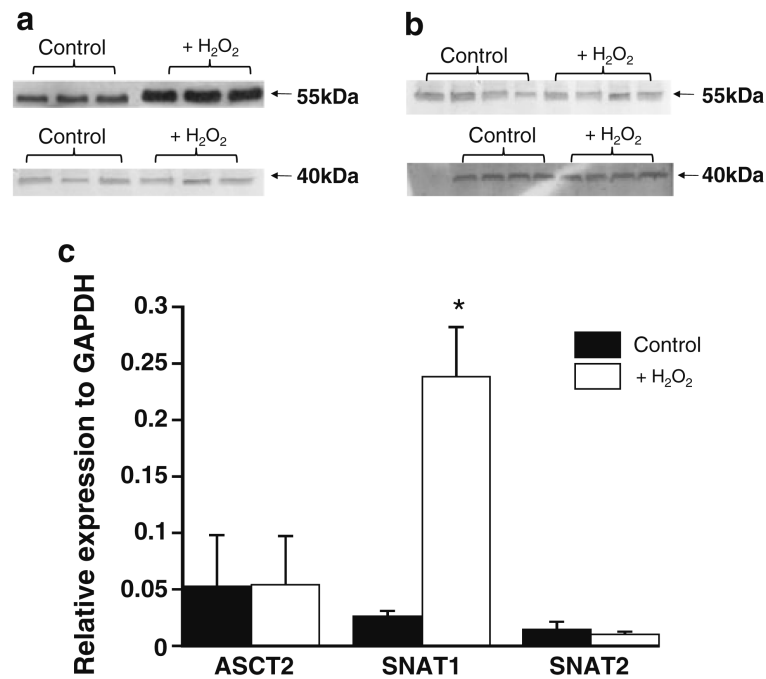 a
Control + H₂O₂
55kDa
Control + H₂O₂
40kDa
b
Control + H₂O₂
55kDa
Control + H₂O₂
40kDa
c
Relative expression to GAPDH
0.3
0.25
0.2
0.15
0.1
0.05
0
*
Control
+ H₂O₂
ASCT2 SNAT1 SNAT2